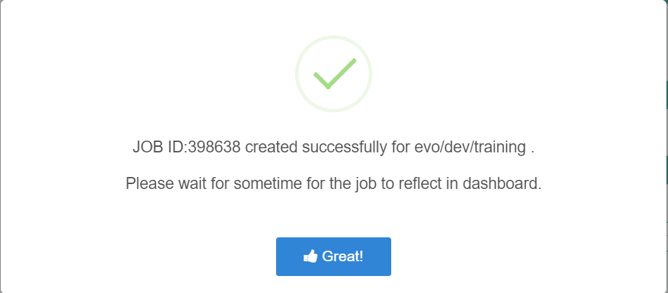 JOB ID:398638 created successfully for evo/dev/training .
Please wait for sometime for the job to reflect in dashboard.
Great!